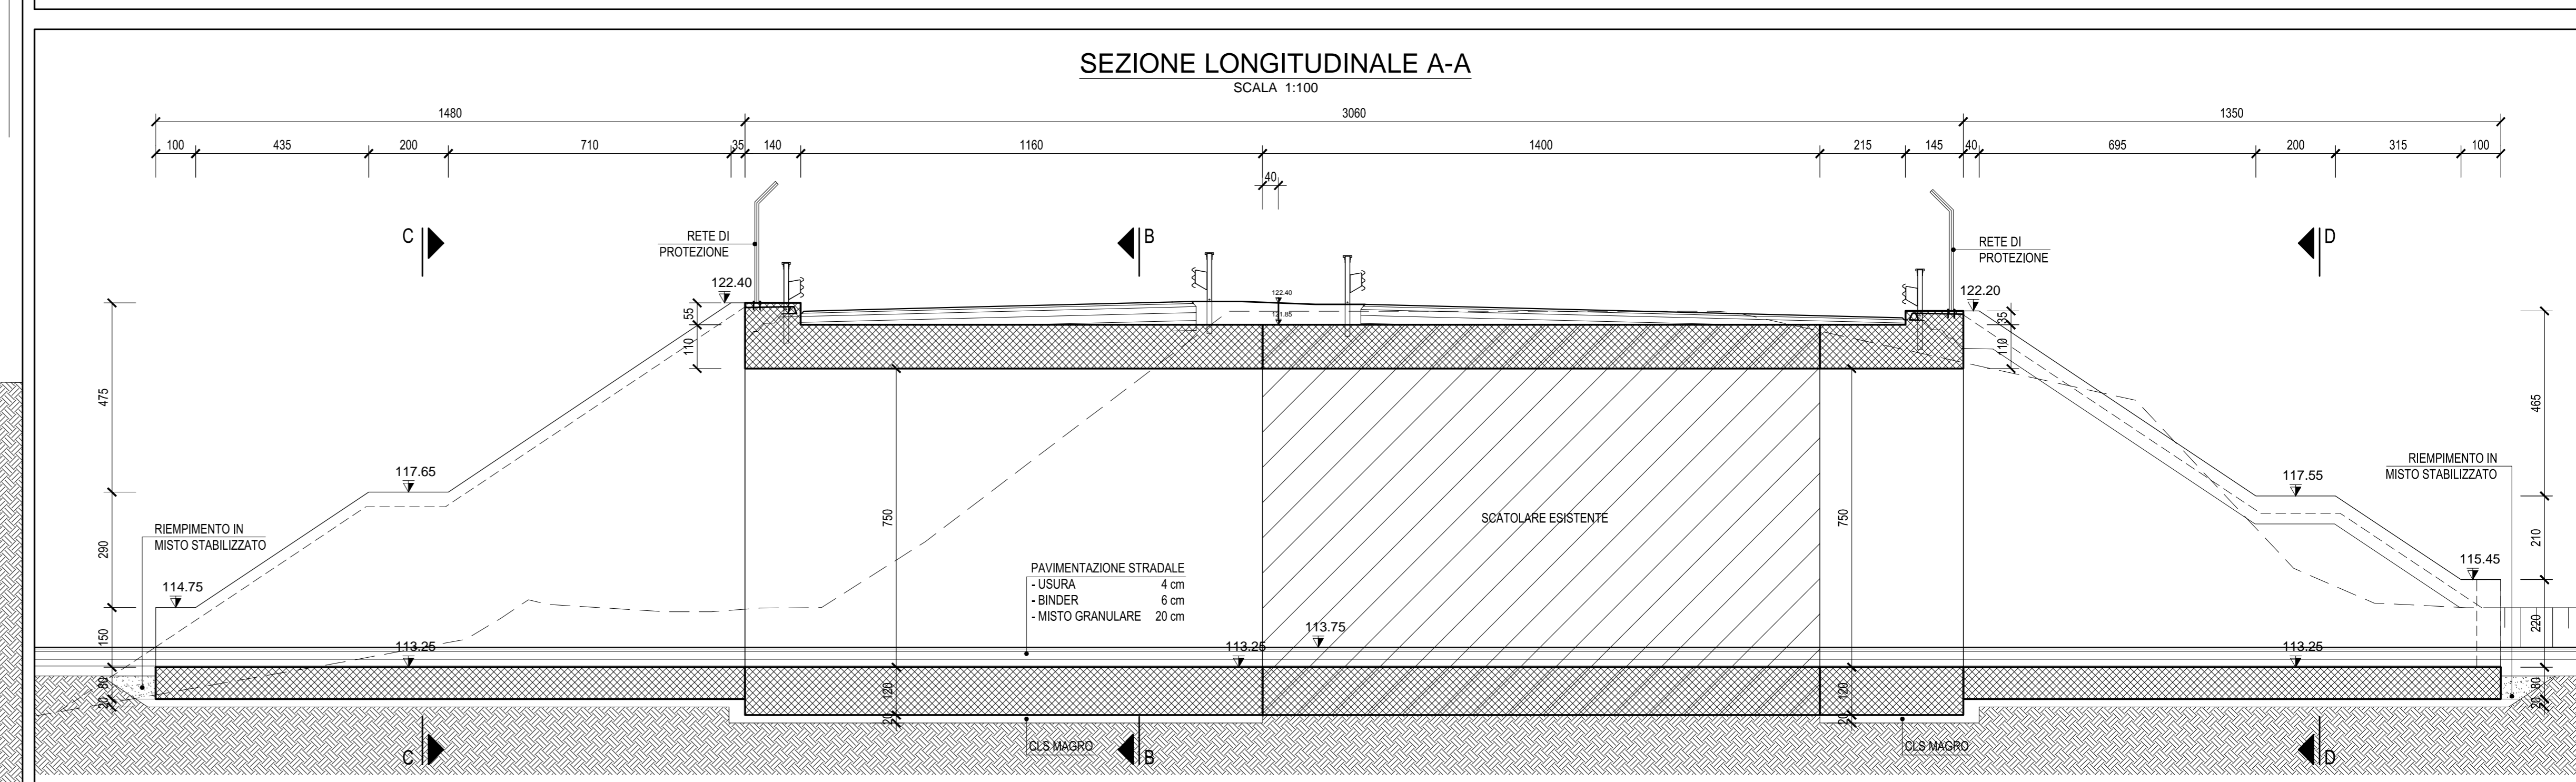 SEZIONE LONGITUDINALE A-A
SCALA 1:100
1480 3060 1350
100 435 200 710 35 140 1160 1400 215 145 40 695 200 315 100
40
C B D
RETE DI
PROTEZIONE
RETE DI
PROTEZIONE
122.40
122.40
121.85
122.20
55
110
35
110
475
290
150
80
20
465
210
220
80
20
117.65
117.55
RIEMPIMENTO IN
MISTO STABILIZZATO
RIEMPIMENTO IN
MISTO STABILIZZATO
750
SCATOLARE ESISTENTE
750
114.75
115.45
PAVIMENTAZIONE STRADALE
- USURA 4 cm
- BINDER 6 cm
- MISTO GRANULARE 20 cm
113.75
113.25
113.25
113.25
120
20
120
20
CLS MAGRO
CLS MAGRO
C B D